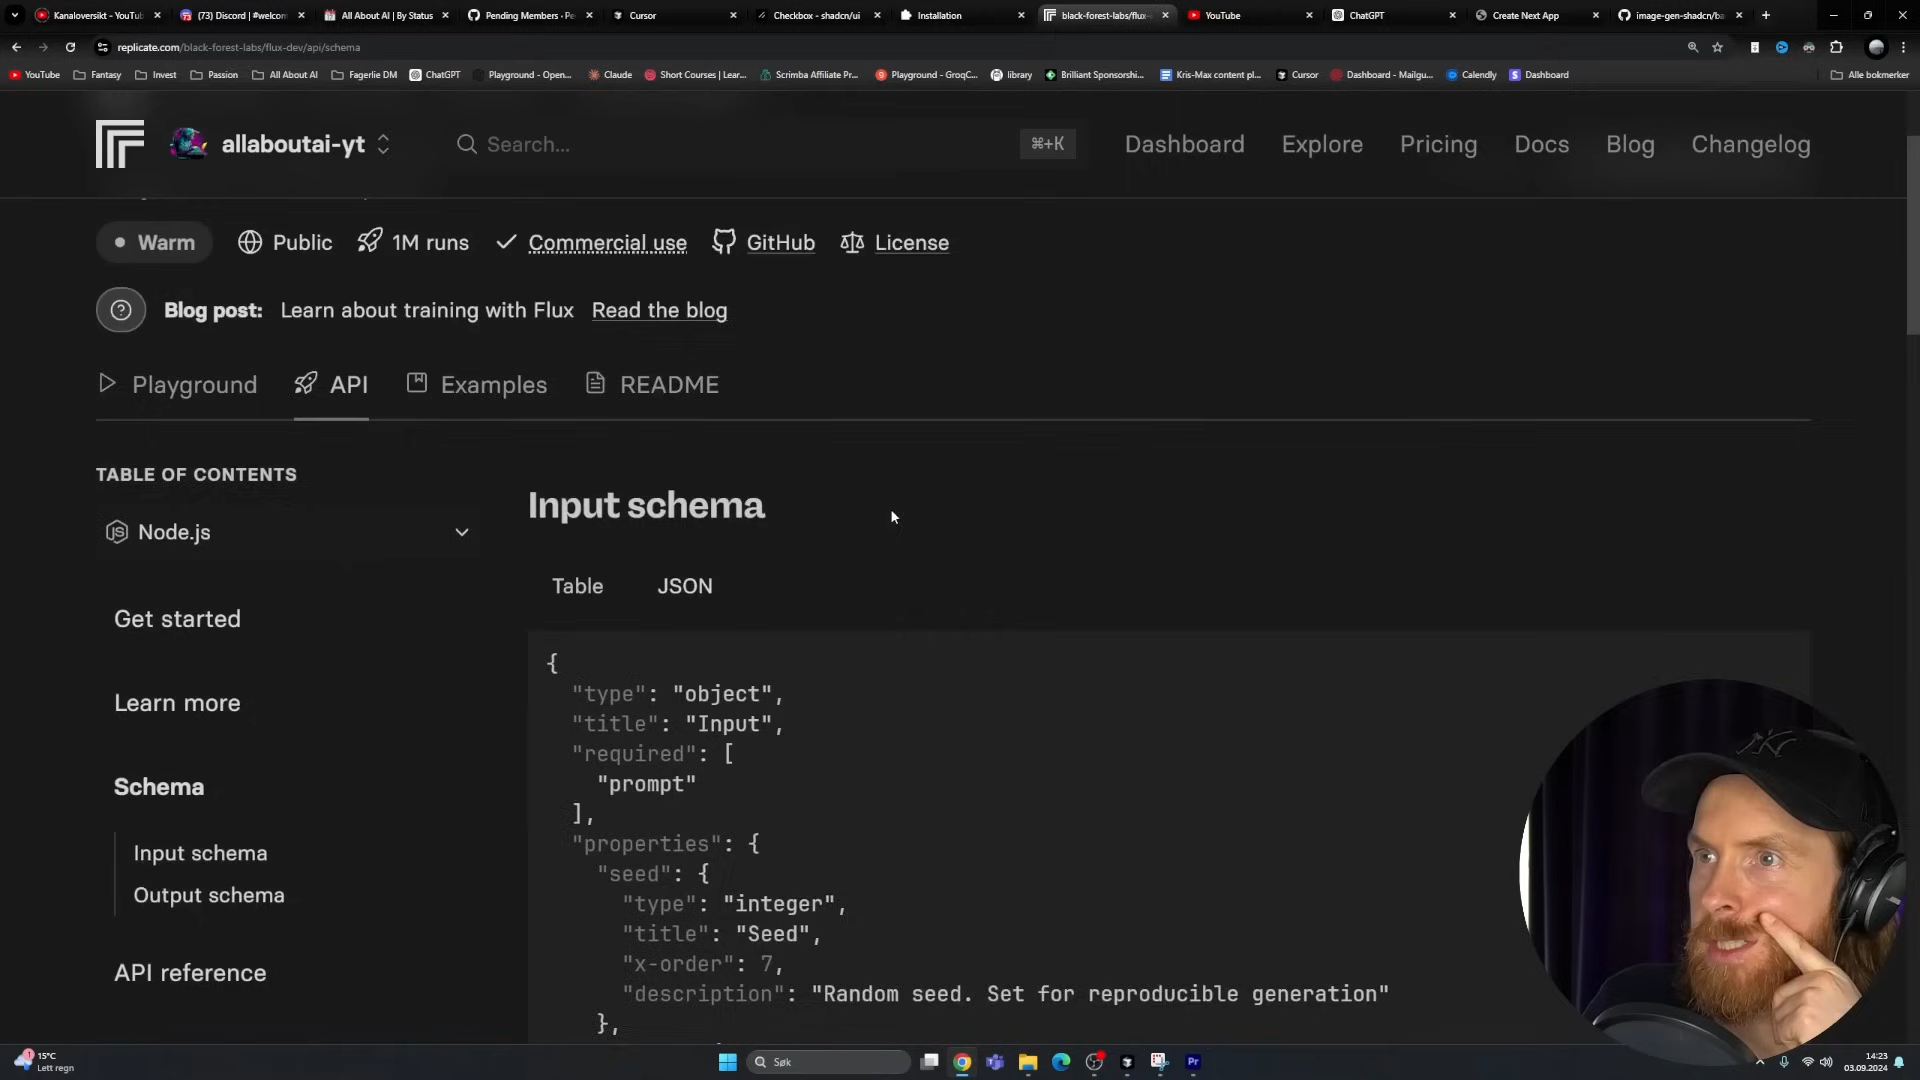 Kanaloversikt - YouTub
(73) Discord | #welcom
All About AI | By Status
Pending Members · Pe
Cursor
Checkbox - shadcn/ui
Installation
black-forest-labs/flux-
YouTube
ChatGPT
Create Next App
image-gen-shadcn/ba
replicate.com/black-forest-labs/flux-dev/api/schema
YouTube
Fantasy
Invest
Passion
All About AI
Fagerlie DM
ChatGPT
Playground - Open...
Claude
Short Courses | Lear...
Scrimba Affiliate Pr...
Playground - GroqC...
library
Brilliant Sponsorshi...
Kris-Max content pl...
Cursor
Dashboard - Mailgu...
Calendly
Dashboard
Alle bokmerker
allaboutai-yt
Search...
⌘+K
Dashboard
Explore
Pricing
Docs
Blog
Changelog
Warm
Public
1M runs
Commercial use
GitHub
License
Blog post: Learn about training with Flux Read the blog
Playground
API
Examples
README
TABLE OF CONTENTS
Node.js
Get started
Learn more
Schema
Input schema
Output schema
API reference
Input schema
Table
JSON
{
"type": "object",
"title": "Input",
"required": [
"prompt"
],
"properties": {
"seed": {
"type": "integer",
"title": "Seed",
"x-order": 7,
"description": "Random seed. Set for reproducible generation"
},
1
15°C
Lett regn
Søk
Pr
14:23
03.09.2024